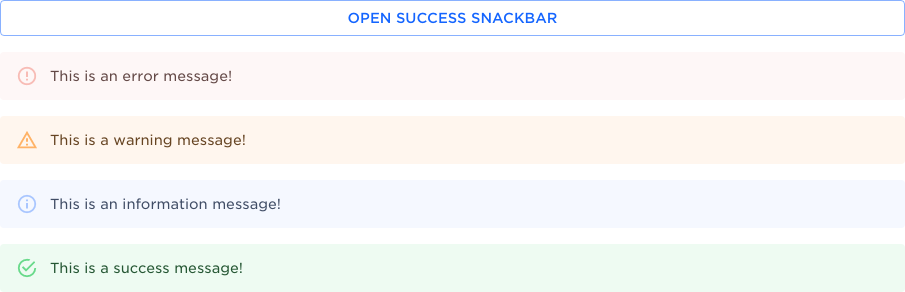 OPEN SUCCESS SNACKBAR
This is an error message!
This is a warning message!
This is an information message!
This is a success message!